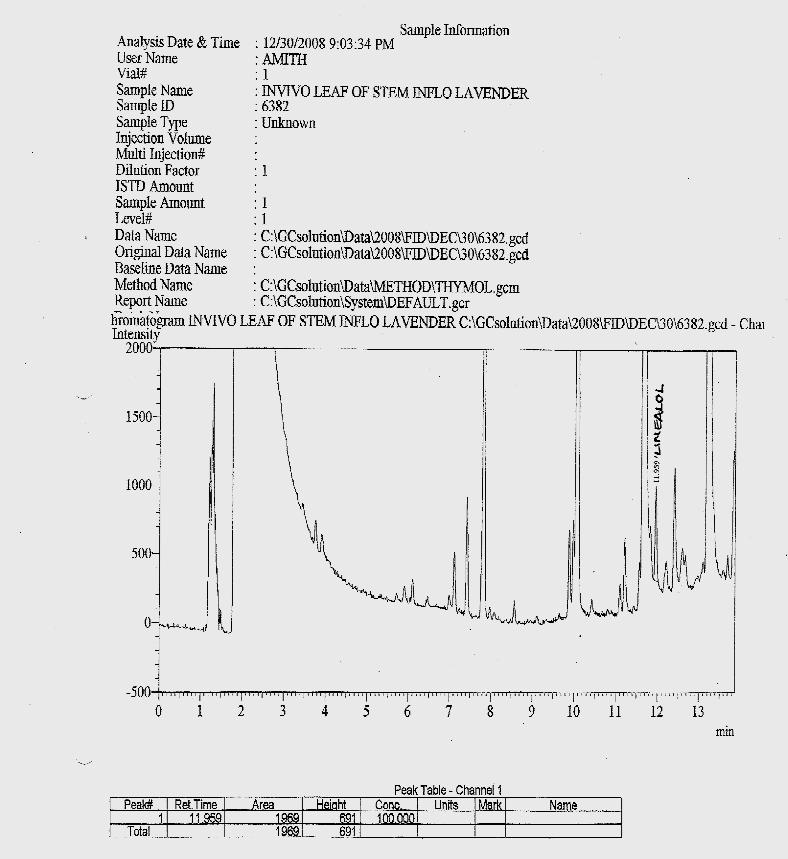 Sample Information
Analysis Date & Time : 12/30/2008 9:03:34 PM
User Name : AMITH
Vial# : 1
Sample Name : INVIVO LEAF OF STEM INFLO LAVENDER
Sample ID : 6382
Sample Type : Unknown
Injection Volume :
Multi Injection# :
Dilution Factor : 1
ISTD Amount :
Sample Amount : 1
Level# : 1
Data Name : C:\GCsolution\Data\2008\FID\DEC\30\6382.gcd
Original Data Name : C:\GCsolution\Data\2008\FID\DEC\30\6382.gcd
Baseline Data Name :
Method Name : C:\GCsolution\Data\METHOD\THYMOL.gcm
Report Name : C:\GCsolution\System\DEFAULT.gcr
hromatogram INVIVO LEAF OF STEM INFLO LAVENDER C:\GCsolution\Data\2008\FID\DEC\30\6382.gcd - Chan
Intensity
2000
1500
1000
500
0
-500
11.959/LINEALOL
0 1 2 3 4 5 6 7 8 9 10 11 12 13
min
Peak Table - Channel 1
Peak# Ret.Time Area Height Conc. Units Mark Name
1 11.959 1969 691 100.000
Total 1969 691